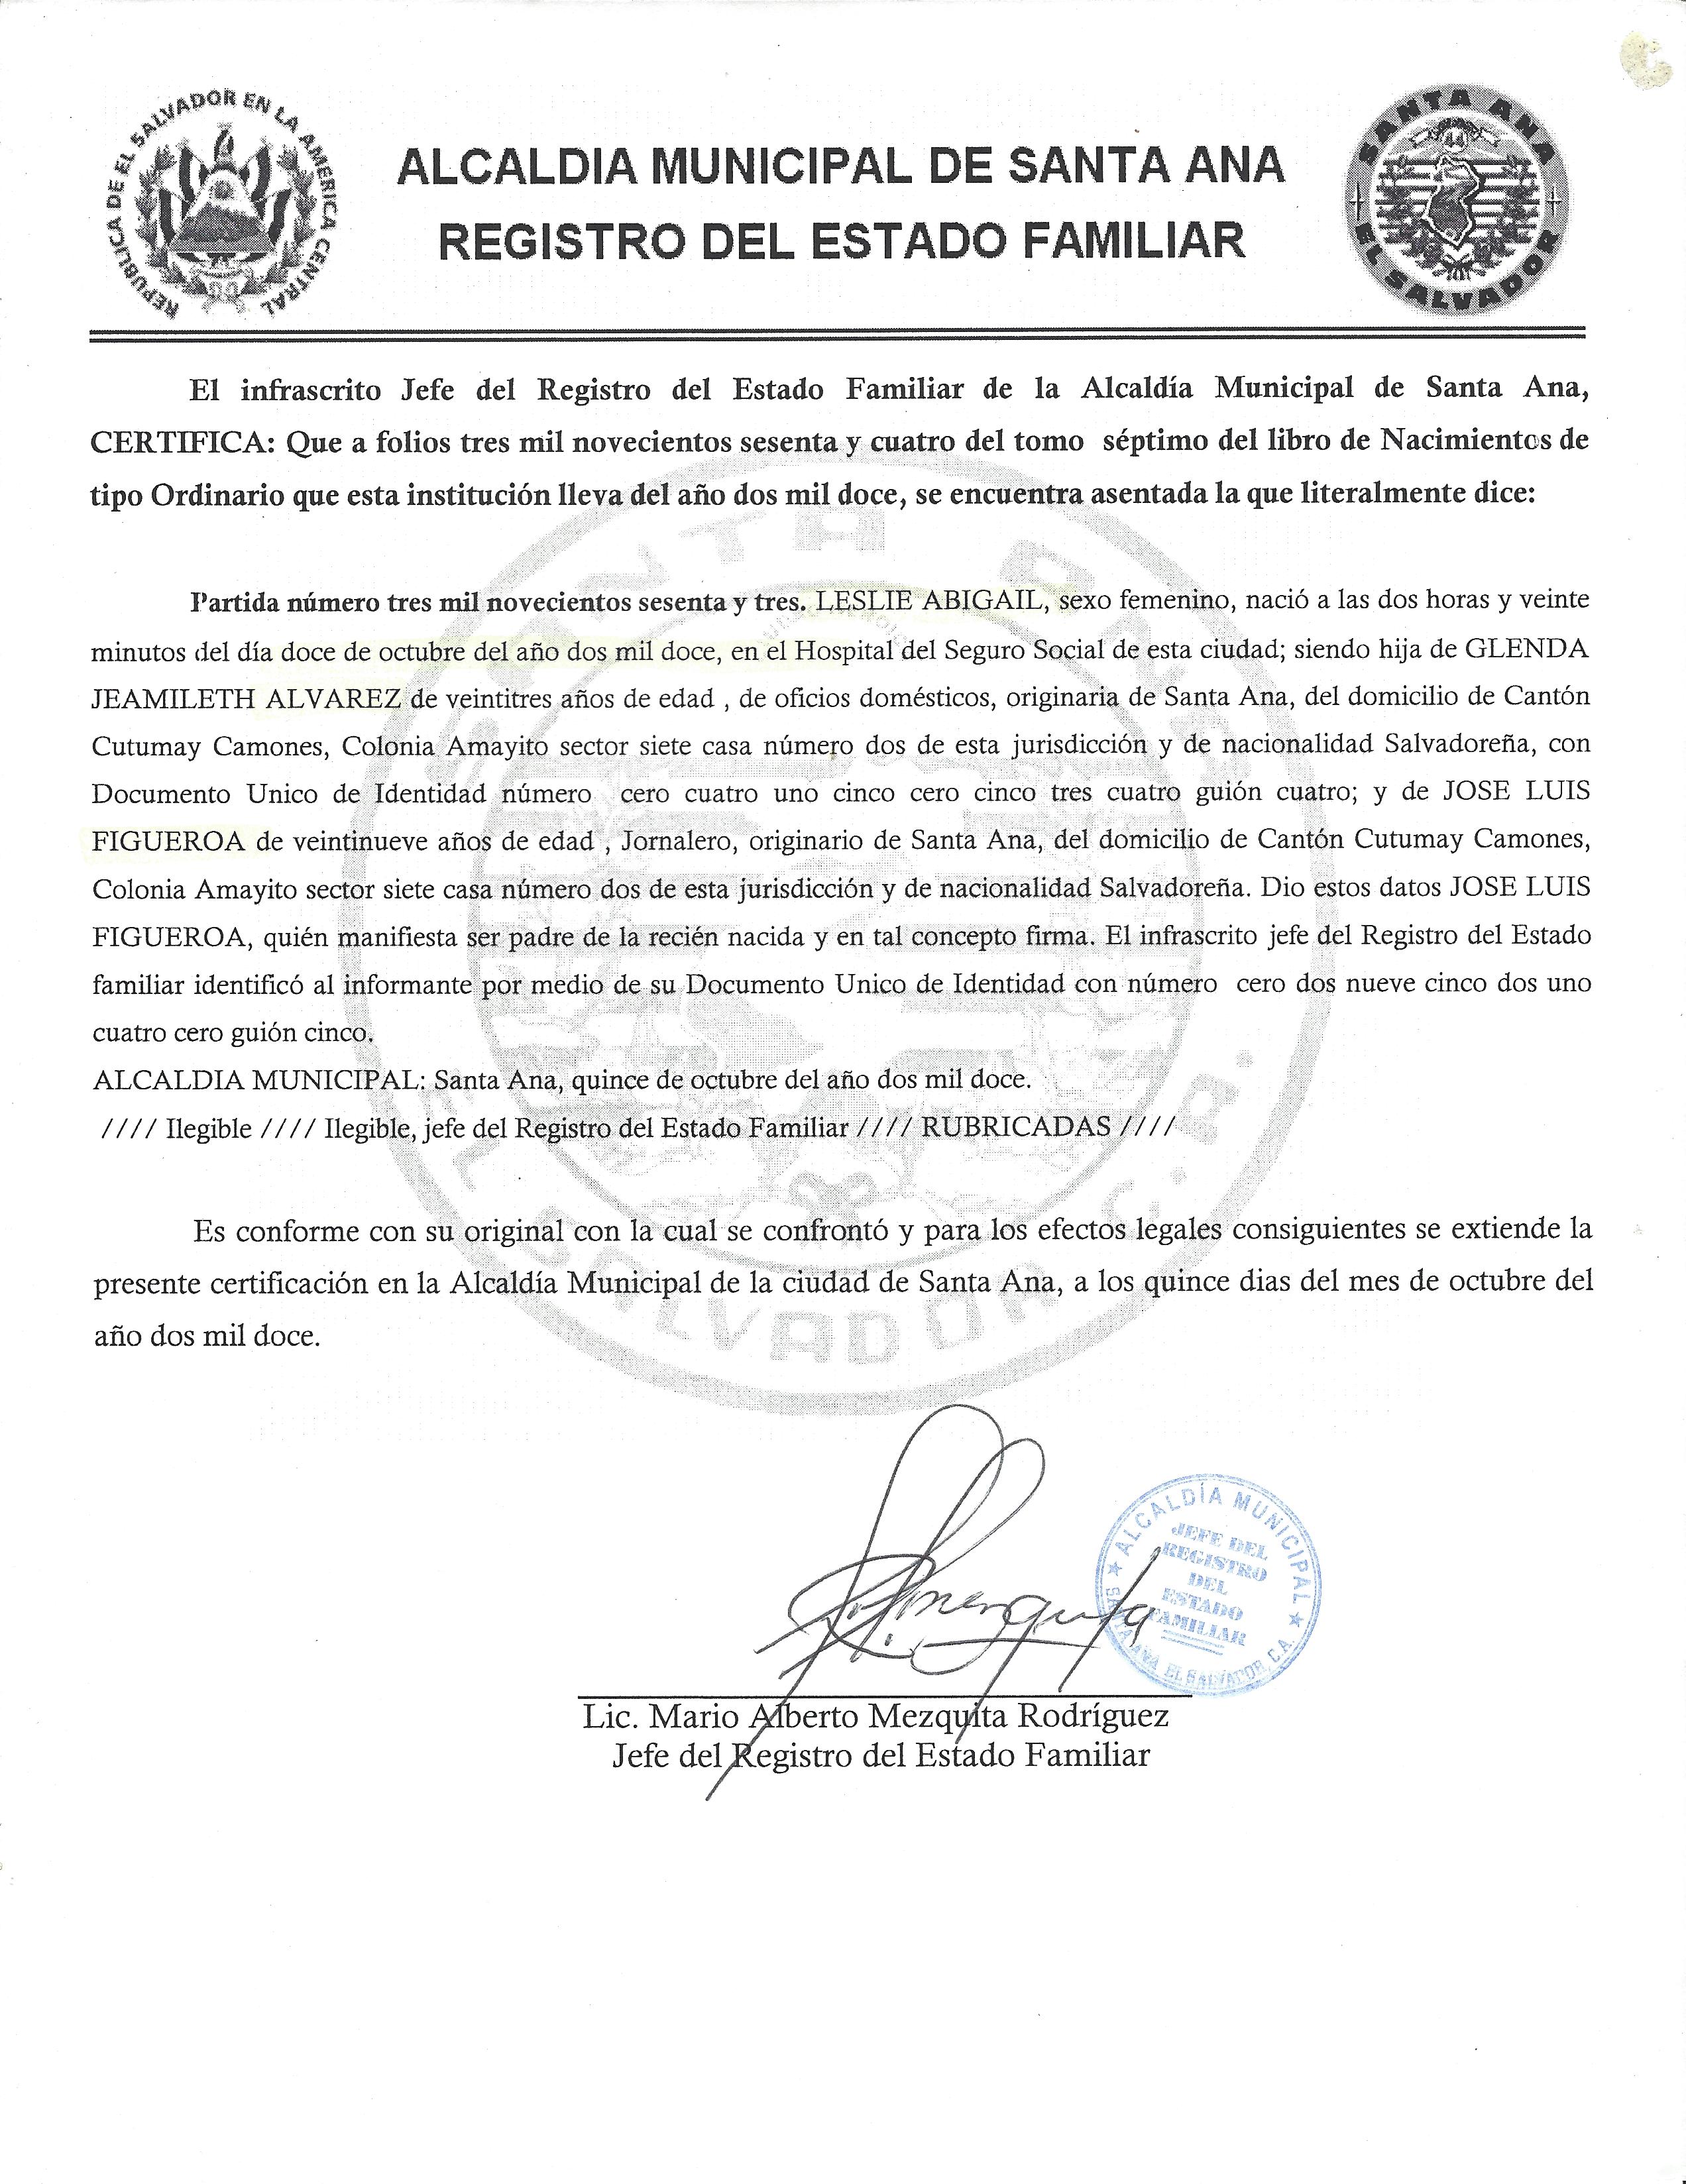 REPUBLICA DE EL SALVADOR EN LA AMERICA CENTRAL
ALCALDIA MUNICIPAL DE SANTA ANA
REGISTRO DEL ESTADO FAMILIAR
SANTA ANA
EL SALVADOR
El infrascrito Jefe del Registro del Estado Familiar de la Alcaldía Municipal de Santa Ana,
CERTIFICA: Que a folios tres mil novecientos sesenta y cuatro del tomo séptimo del libro de Nacimientos de
tipo Ordinario que esta institución lleva del año dos mil doce, se encuentra asentada la que literalmente dice:
Partida número tres mil novecientos sesenta y tres. LESLIE ABIGAIL, sexo femenino, nació a las dos horas y veinte
minutos del día doce de octubre del año dos mil doce, en el Hospital del Seguro Social de esta ciudad; siendo hija de GLENDA
JEAMILETH ALVAREZ de veintitres años de edad , de oficios domésticos, originaria de Santa Ana, del domicilio de Cantón
Cutumay Camones, Colonia Amayito sector siete casa número dos de esta jurisdicción y de nacionalidad Salvadoreña, con
Documento Unico de Identidad número cero cuatro uno cinco cero cinco tres cuatro guión cuatro; y de JOSE LUIS
FIGUEROA de veintinueve años de edad , Jornalero, originario de Santa Ana, del domicilio de Cantón Cutumay Camones,
Colonia Amayito sector siete casa número dos de esta jurisdicción y de nacionalidad Salvadoreña. Dio estos datos JOSE LUIS
FIGUEROA, quién manifiesta ser padre de la recién nacida y en tal concepto firma. El infrascrito jefe del Registro del Estado
familiar identificó al informante por medio de su Documento Unico de Identidad con número cero dos nueve cinco dos uno
cuatro cero guión cinco.
ALCALDIA MUNICIPAL: Santa Ana, quince de octubre del año dos mil doce.
//// Ilegible //// Ilegible, jefe del Registro del Estado Familiar //// RUBRICADAS ////
Es conforme con su original con la cual se confrontó y para los efectos legales consiguientes se extiende la
presente certificación en la Alcaldía Municipal de la ciudad de Santa Ana, a los quince dias del mes de octubre del
año dos mil doce.
ALCALDÍA MUNICIPAL
JEFE DEL
REGISTRO
DEL
ESTADO
FAMILIAR
SANTA ANA EL SALVADOR, C.A.
Lic. Mario Alberto Mezquita Rodríguez
Jefe del Registro del Estado Familiar